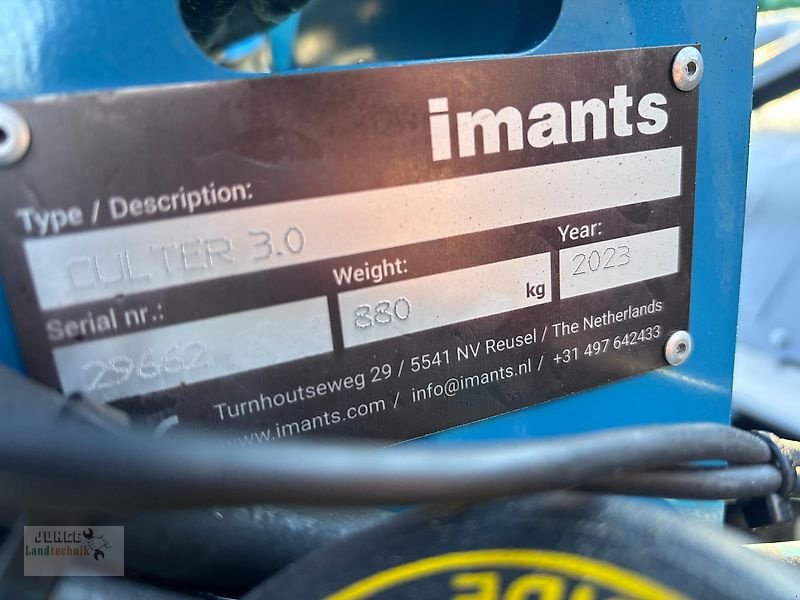 imants
Type / Description:
CULTER 3.0
Serial nr.:
29662
Weight:
880 kg
Year:
2023
Turnhoutseweg 29 / 5541 NV Reusel / The Netherlands
www.imants.com / info@imants.nl / +31 497 642433
JUNGE
Landtechnik